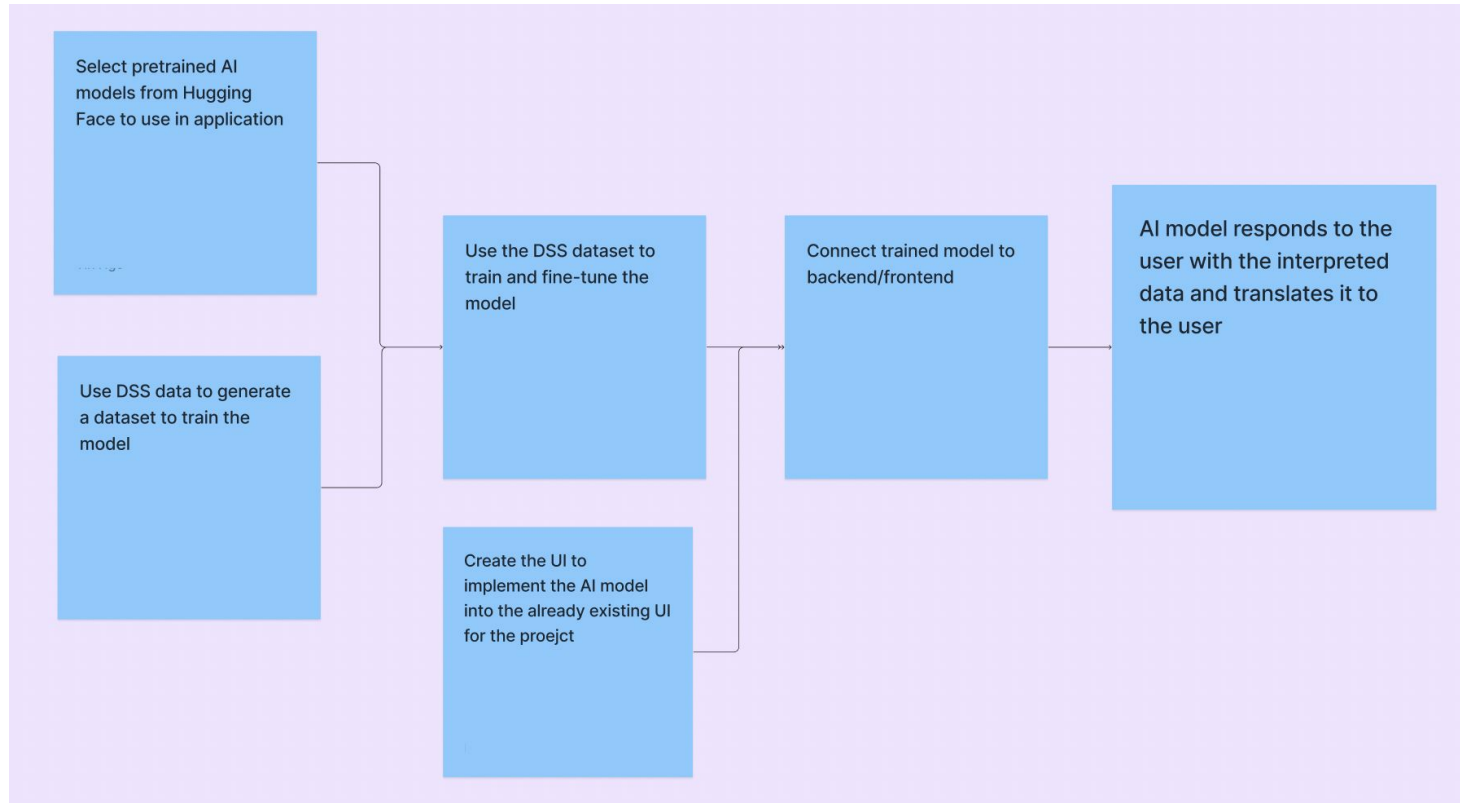 Select pretrained AI
models from Hugging
Face to use in application
Use DSS data to generate
a dataset to train the
model
Use the DSS dataset to
train and fine-tune the
model
Create the UI to
implement the AI model
into the already existing UI
for the proejct
Connect trained model to
backend/frontend
AI model responds to the
user with the interpreted
data and translates it to
the user